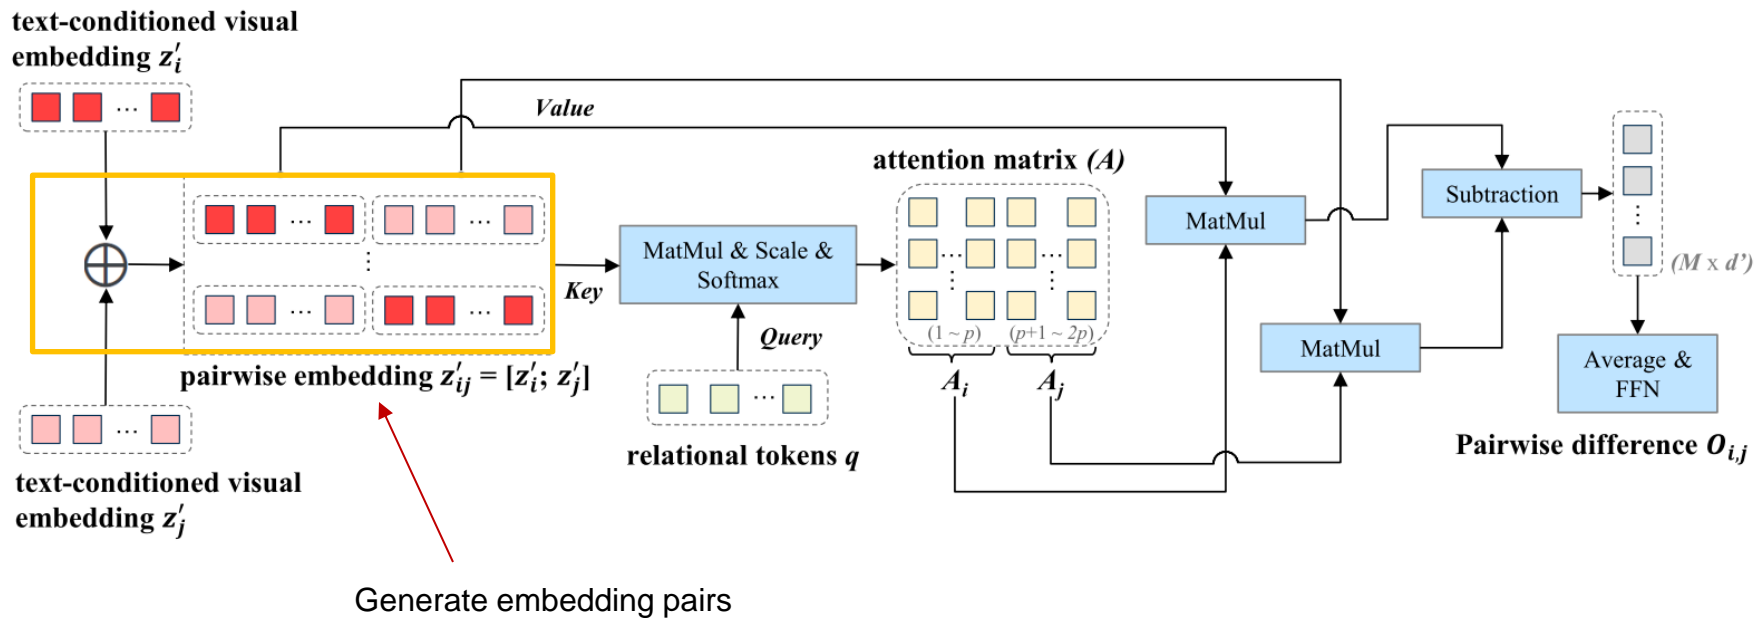 text-conditioned visual
embedding z′i
...
Value
attention matrix (A)
... ...
⋮
... ...
pairwise embedding z′ij = [z′i; z′j]
Key
MatMul & Scale &
Softmax
Query
...
relational tokens q
... ...
⋮ ⋮
(1 ~ p) (p+1 ~ 2p)
Ai Aj
MatMul
MatMul
Subtraction
⋮
(M x d’)
Average &
FFN
Pairwise difference Oi,j
...
text-conditioned visual
embedding z′j
Generate embedding pairs